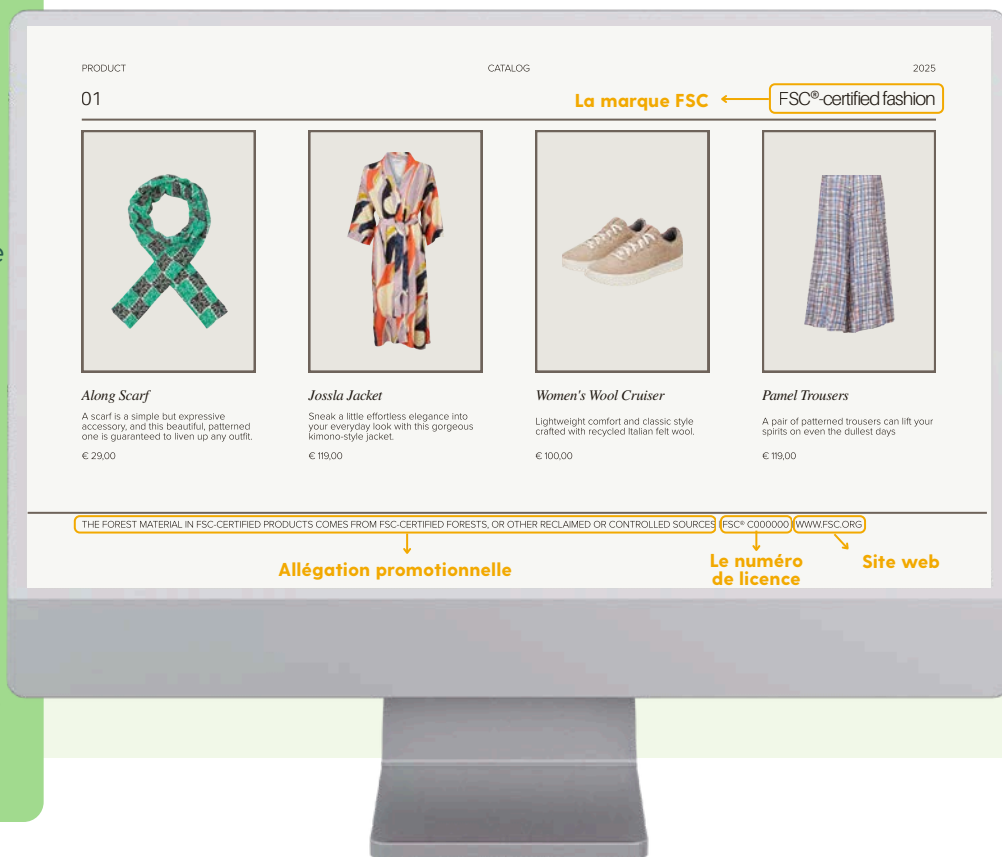 PRODUCT
CATALOG
2025
01
La marque FSC
FSC®-certified fashion
e
Along Scarf
A scarf is a simple but expressive
accessory, and this beautiful, patterned
one is guaranteed to liven up any outfit.
€ 29,00
Jossla Jacket
Sneak a little effortless elegance into
your everyday look with this gorgeous
kimono-style jacket.
€ 119,00
Women's Wool Cruiser
Lightweight comfort and classic style
crafted with recycled Italian felt wool.
€ 100,00
Pamel Trousers
A pair of patterned trousers can lift your
spirits on even the dullest days
€ 119,00
THE FOREST MATERIAL IN FSC-CERTIFIED PRODUCTS COMES FROM FSC-CERTIFIED FORESTS, OR OTHER RECLAIMED OR CONTROLLED SOURCES FSC® C000000 WWW.FSC.ORG
Allégation promotionnelle
Le numéro
de licence
Site web